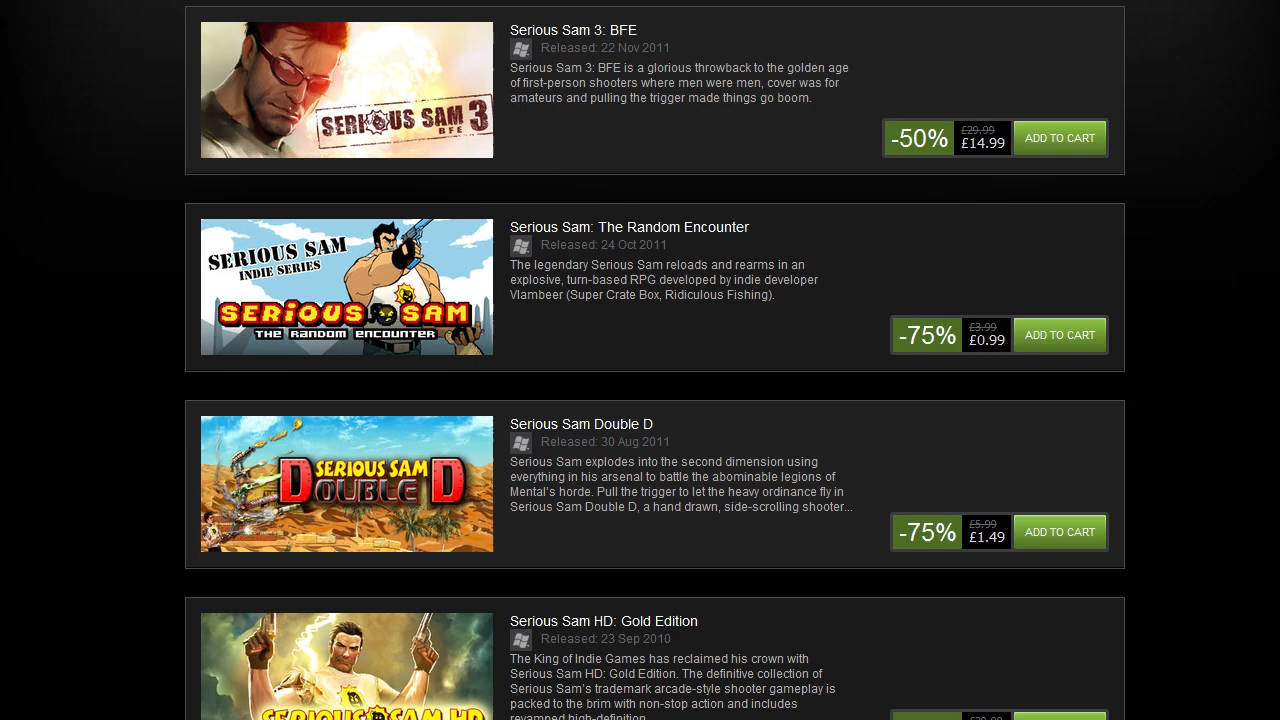 Serious Sam 3: BFE
Released: 22 Nov 2011
Serious Sam 3: BFE is a glorious throwback to the golden age
of first-person shooters where men were men, cover was for
amateurs and pulling the trigger made things go boom.
SERIOUS SAM 3
BFE
-50%
£29.99
£14.99
ADD TO CART
Serious Sam: The Random Encounter
Released: 24 Oct 2011
The legendary Serious Sam reloads and rearms in an
explosive, turn-based RPG developed by indie developer
Vlambeer (Super Crate Box, Ridiculous Fishing).
SERIOUS SAM
INDIE SERIES
SERIOUS SAM
THE RANDOM ENCOUNTER
-75%
£3.99
£0.99
ADD TO CART
Serious Sam Double D
Released: 30 Aug 2011
Serious Sam explodes into the second dimension using
everything in his arsenal to battle the abominable legions of
Mental's horde. Pull the trigger to let the heavy ordinance fly in
Serious Sam Double D, a hand drawn, side-scrolling shooter...
D SERIOUS SAM D
DOUBLE
-75%
£5.99
£1.49
ADD TO CART
Serious Sam HD: Gold Edition
Released: 23 Sep 2010
The King of Indie Games has reclaimed his crown with
Serious Sam HD: Gold Edition. The definitive collection of
Serious Sam's trademark arcade-style shooter gameplay is
packed to the brim with non-stop action and includes
revamped high-definition
SERIOUS SAM HD